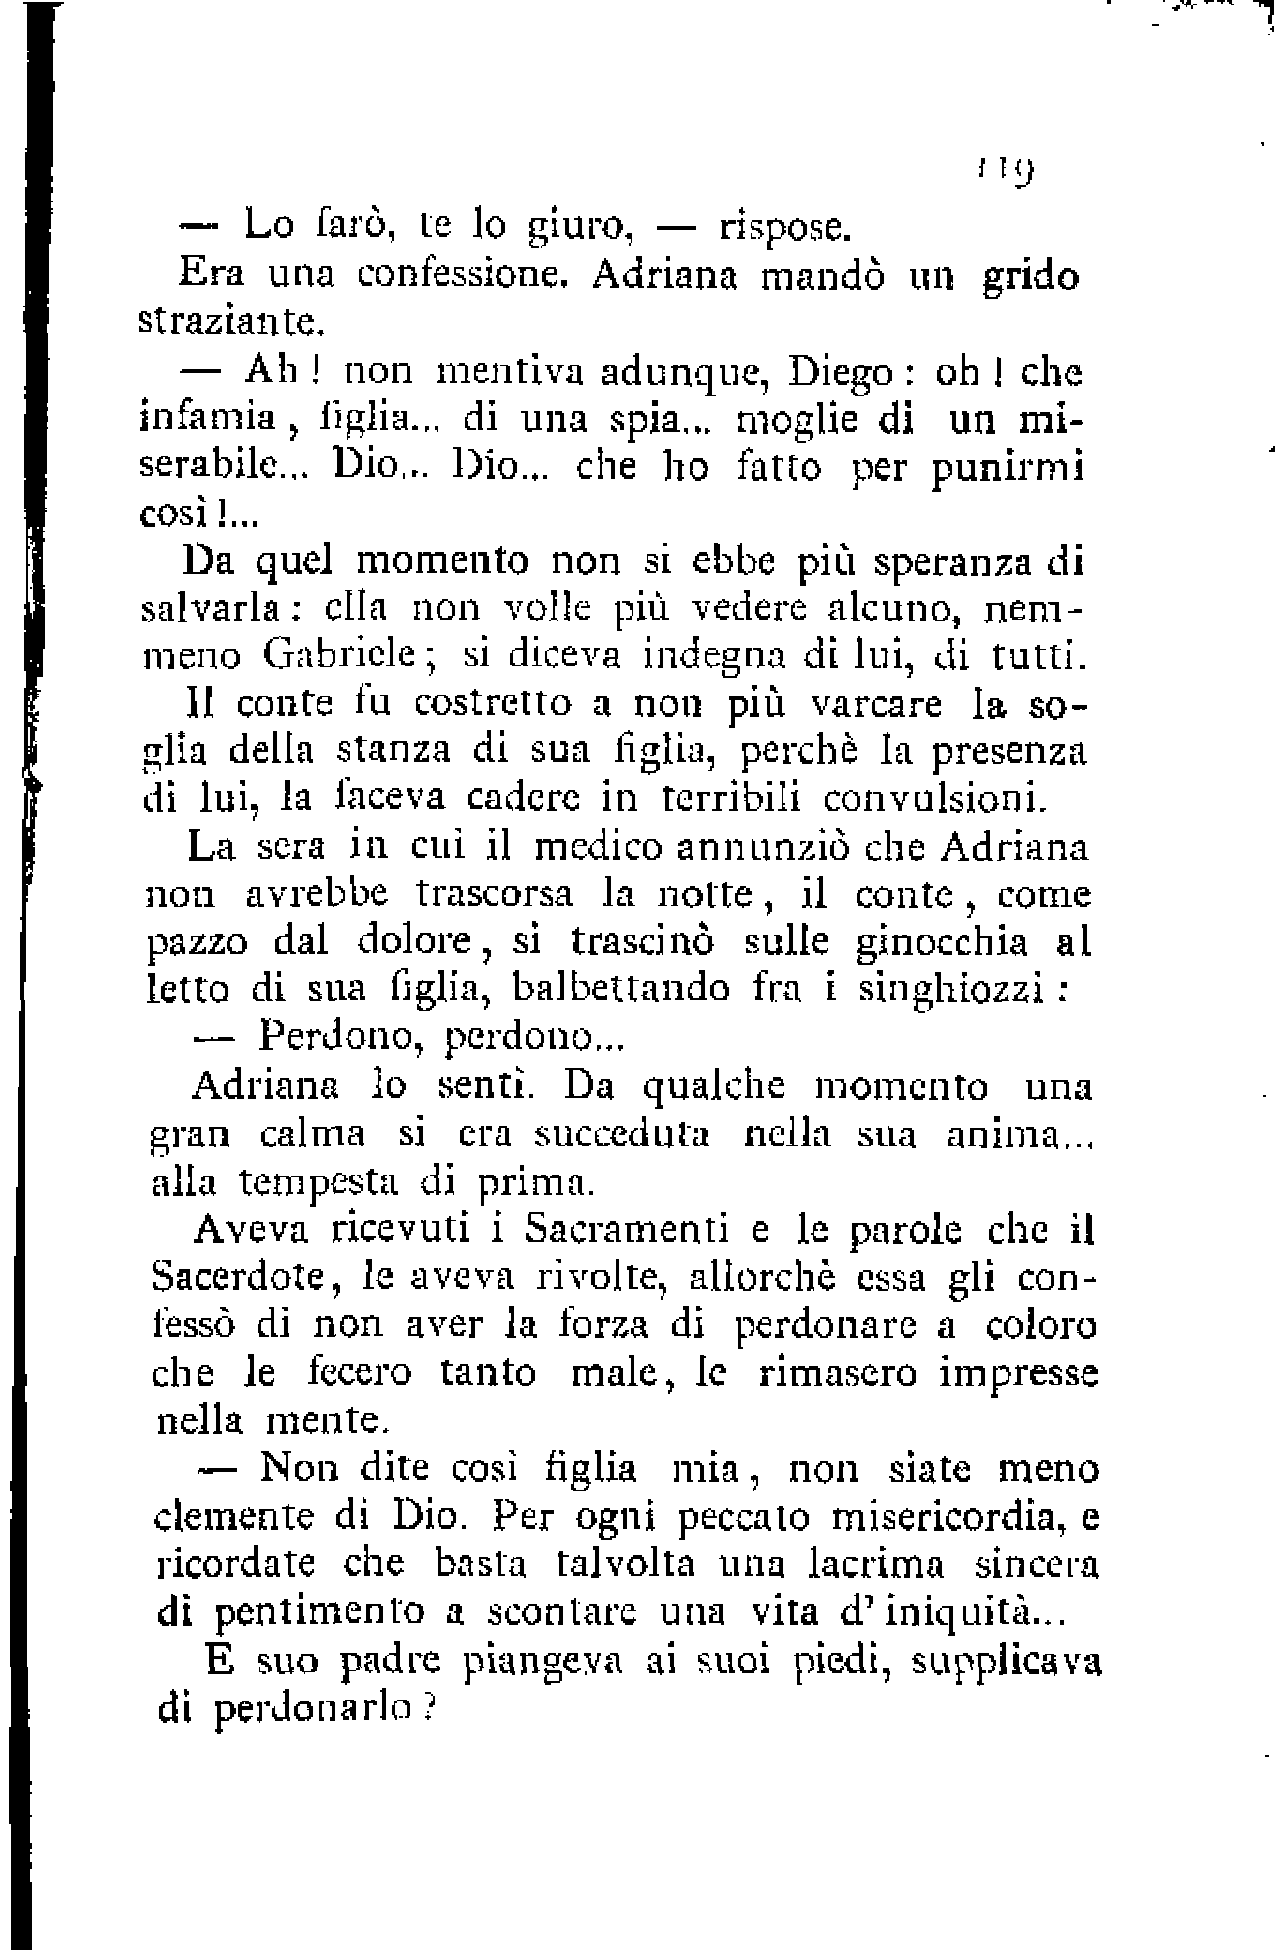 119
— Lo farò, te lo giuro, — rispose.
Era una confessione. Adriana mandò un grido
straziante.
— Ah ! non mentiva adunque, Diego : oh ! che
infamia , figlia... di una spia... moglie di un mi-
serabile... Dio... Dio... che ho fatto per punirmi
così !...
Da quel momento non si ebbe più speranza di
salvarla : ella non volle più vedere alcuno, nem-
meno Gabriele ; si diceva indegna di lui, di tutti.
Il conte fu costretto a non più varcare la so-
glia della stanza di sua figlia, perchè la presenza
di lui, la faceva cadere in terribili convulsioni.
La sera in cui il medico annunziò che Adriana
non avrebbe trascorsa la notte , il conte , come
pazzo dal dolore , si trascinò sulle ginocchia al
letto di sua figlia, balbettando fra i singhiozzi :
— Perdono, perdono...
Adriana lo sentì. Da qualche momento una
gran calma si era succeduta nella sua anima...
alla tempesta di prima.
Aveva ricevuti i Sacramenti e le parole che il
Sacerdote , le aveva rivolte, allorchè essa gli con-
fessò di non aver la forza di perdonare a coloro
che le fecero tanto male , le rimasero impresse
nella mente.
— Non dite così figlia mia , non siate meno
clemente di Dio. Per ogni peccato misericordia, e
ricordate che basta talvolta una lacrima sincera
di pentimento a scontare una vita d' iniquità...
E suo padre piangeva ai suoi piedi, supplicava
di perdonarlo ?